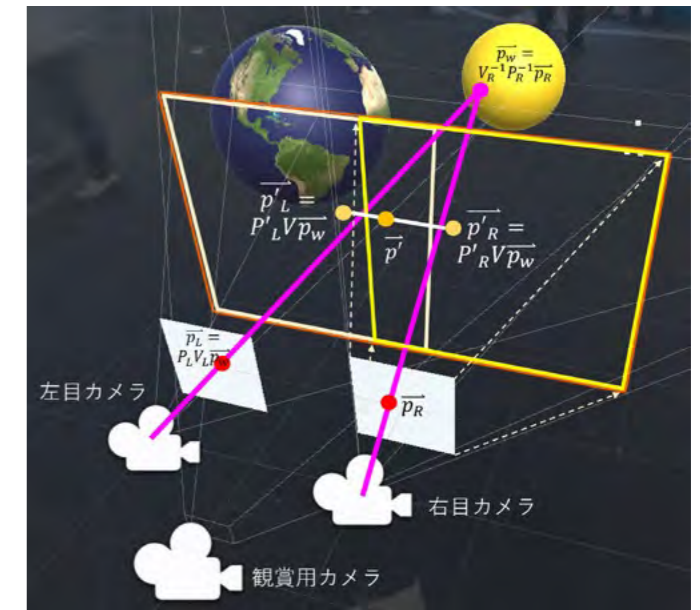 $\overrightarrow{p_w} =$
$V_R^{-1}P_R^{-1}\overrightarrow{p_R}$
$\overrightarrow{p'_L} =$
$P'_L V\overrightarrow{p_w}$
$\overrightarrow{p'}$
$\overrightarrow{p'_R} =$
$P'_R V\overrightarrow{p_w}$
$\overrightarrow{p_L} =$
$P_L V_L\overrightarrow{p_w}$
左目カメラ
$\overrightarrow{p_R}$
右目カメラ
観賞用カメラ